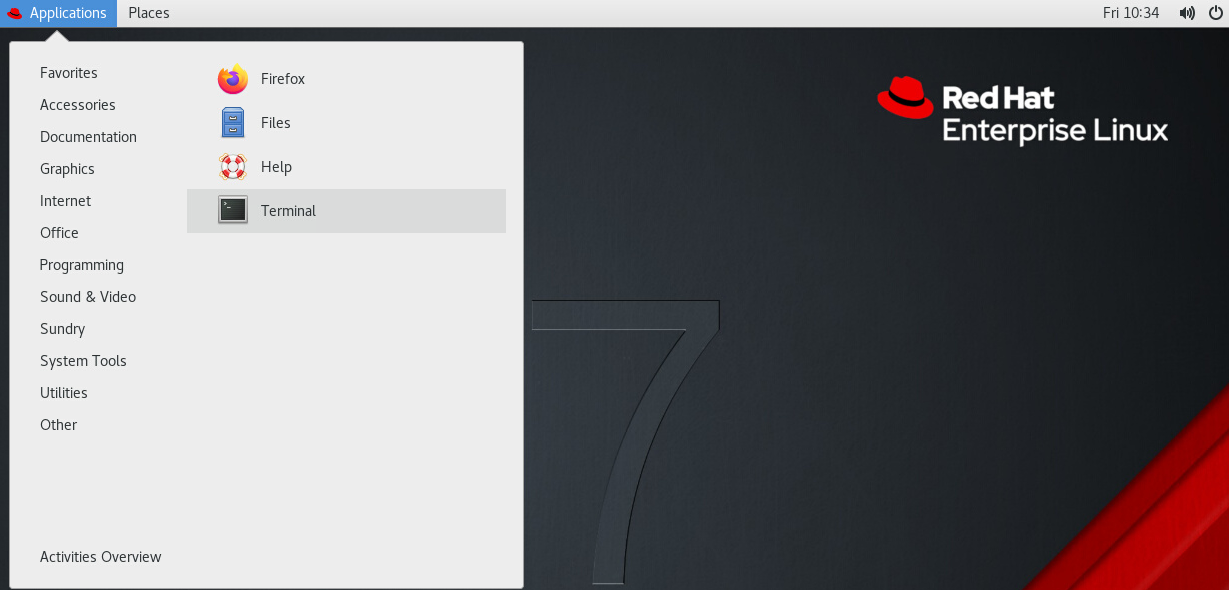 Applications Places Fri 10:34
Favorites
Accessories
Documentation
Graphics
Internet
Office
Programming
Sound & Video
Sundry
System Tools
Utilities
Other
Activities Overview
Firefox
Files
Help
Terminal
Red Hat
Enterprise Linux
7